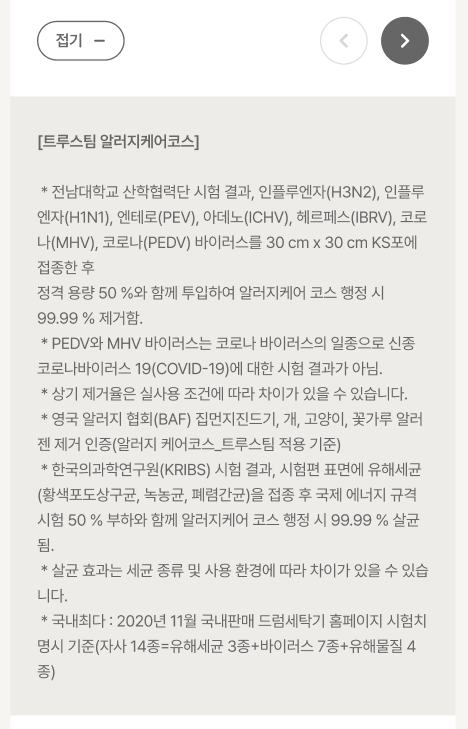 접기 −
[트루스팀 알러지케어코스]
* 전남대학교 산학협력단 시험 결과, 인플루엔자(H3N2), 인플루
엔자(H1N1), 엔테로(PEV), 아데노(ICHV), 헤르페스(IBRV), 코로
나(MHV), 코로나(PEDV) 바이러스를 30 cm x 30 cm KS포에
접종한 후
정격 용량 50 %와 함께 투입하여 알러지케어 코스 행정 시
99.99 % 제거함.
* PEDV와 MHV 바이러스는 코로나 바이러스의 일종으로 신종
코로나바이러스 19(COVID-19)에 대한 시험 결과가 아님.
* 상기 제거율은 실사용 조건에 따라 차이가 있을 수 있습니다.
* 영국 알러지 협회(BAF) 집먼지진드기, 개, 고양이, 꽃가루 알러
젠 제거 인증(알러지 케어코스_트루스팀 적용 기준)
* 한국의과학연구원(KRIBS) 시험 결과, 시험편 표면에 유해세균
(황색포도상구균, 녹농균, 폐렴간균)을 접종 후 국제 에너지 규격
시험 50 % 부하와 함께 알러지케어 코스 행정 시 99.99 % 살균
됨.
* 살균 효과는 세균 종류 및 사용 환경에 따라 차이가 있을 수 있습
니다.
* 국내최다 : 2020년 11월 국내판매 드럼세탁기 홈페이지 시험치
명시 기준(자사 14종=유해세균 3종+바이러스 7종+유해물질 4
종)